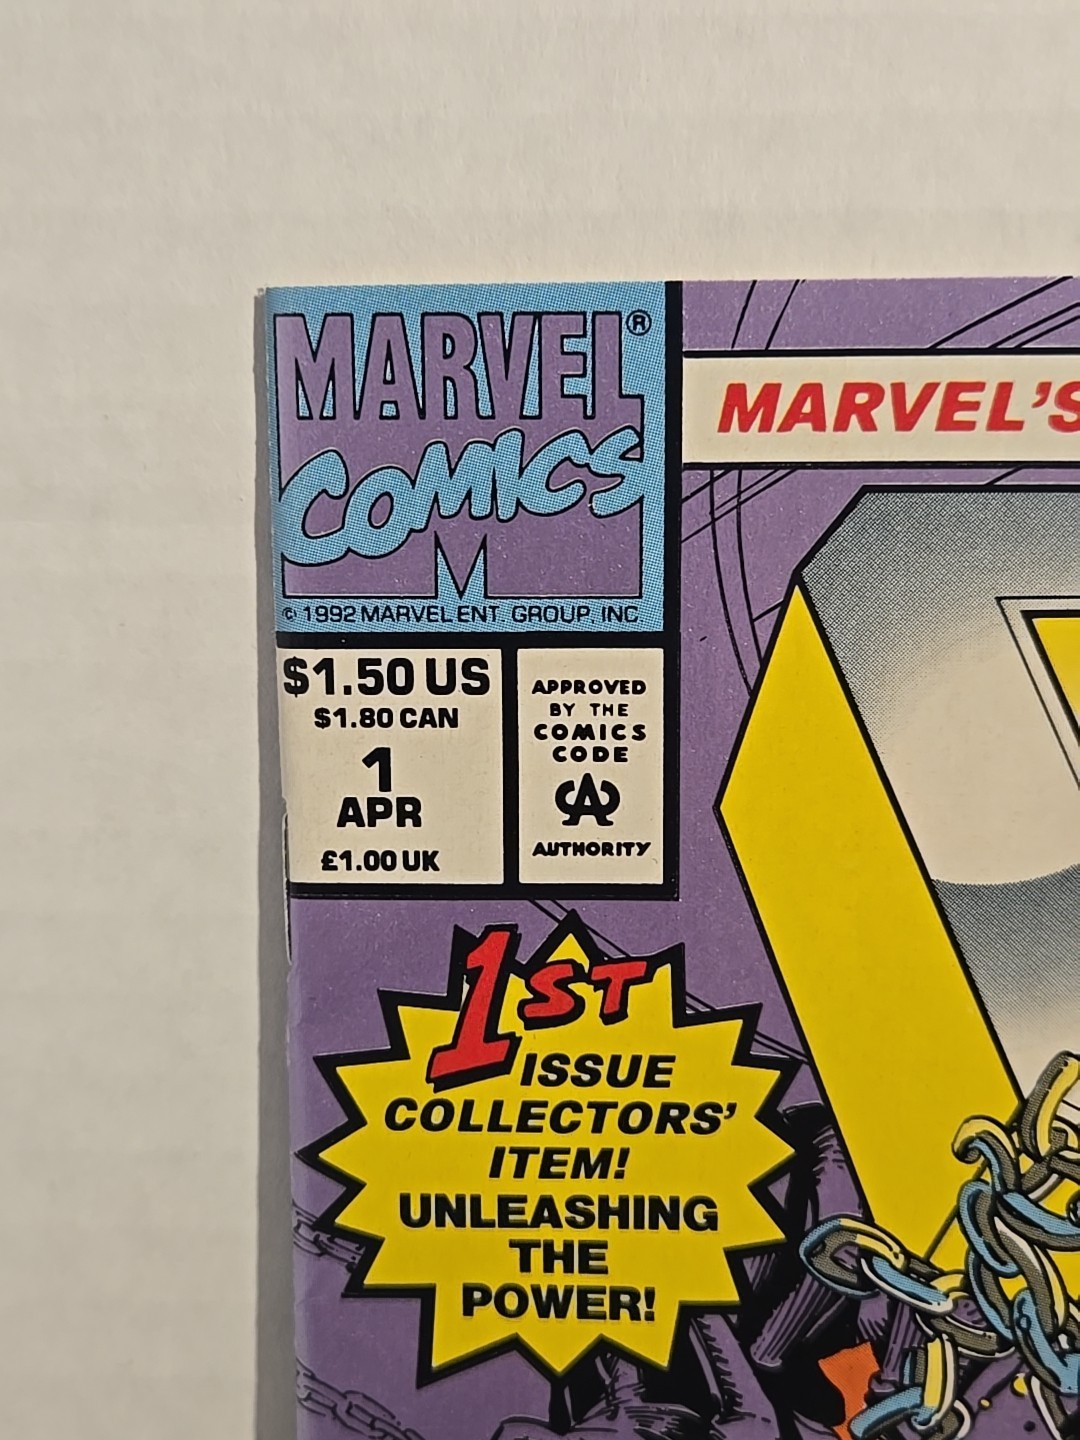 MARVEL®
COMICS
© 1992 MARVEL ENT GROUP, INC
MARVEL'S
$1.50 US
$1.80 CAN
1
APR
£1.00 UK
APPROVED
BY THE
COMICS
CODE
CA
AUTHORITY
1ST
ISSUE
COLLECTORS'
ITEM!
UNLEASHING
THE
POWER!